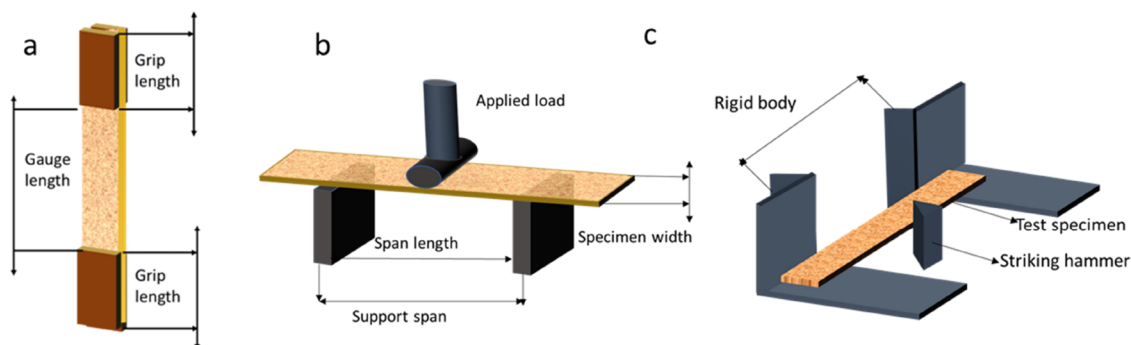 a
Grip
length
Gauge
length
Grip
length
b
Applied load
Span length
Specimen width
Support span
c
Rigid body
Test specimen
Striking hammer